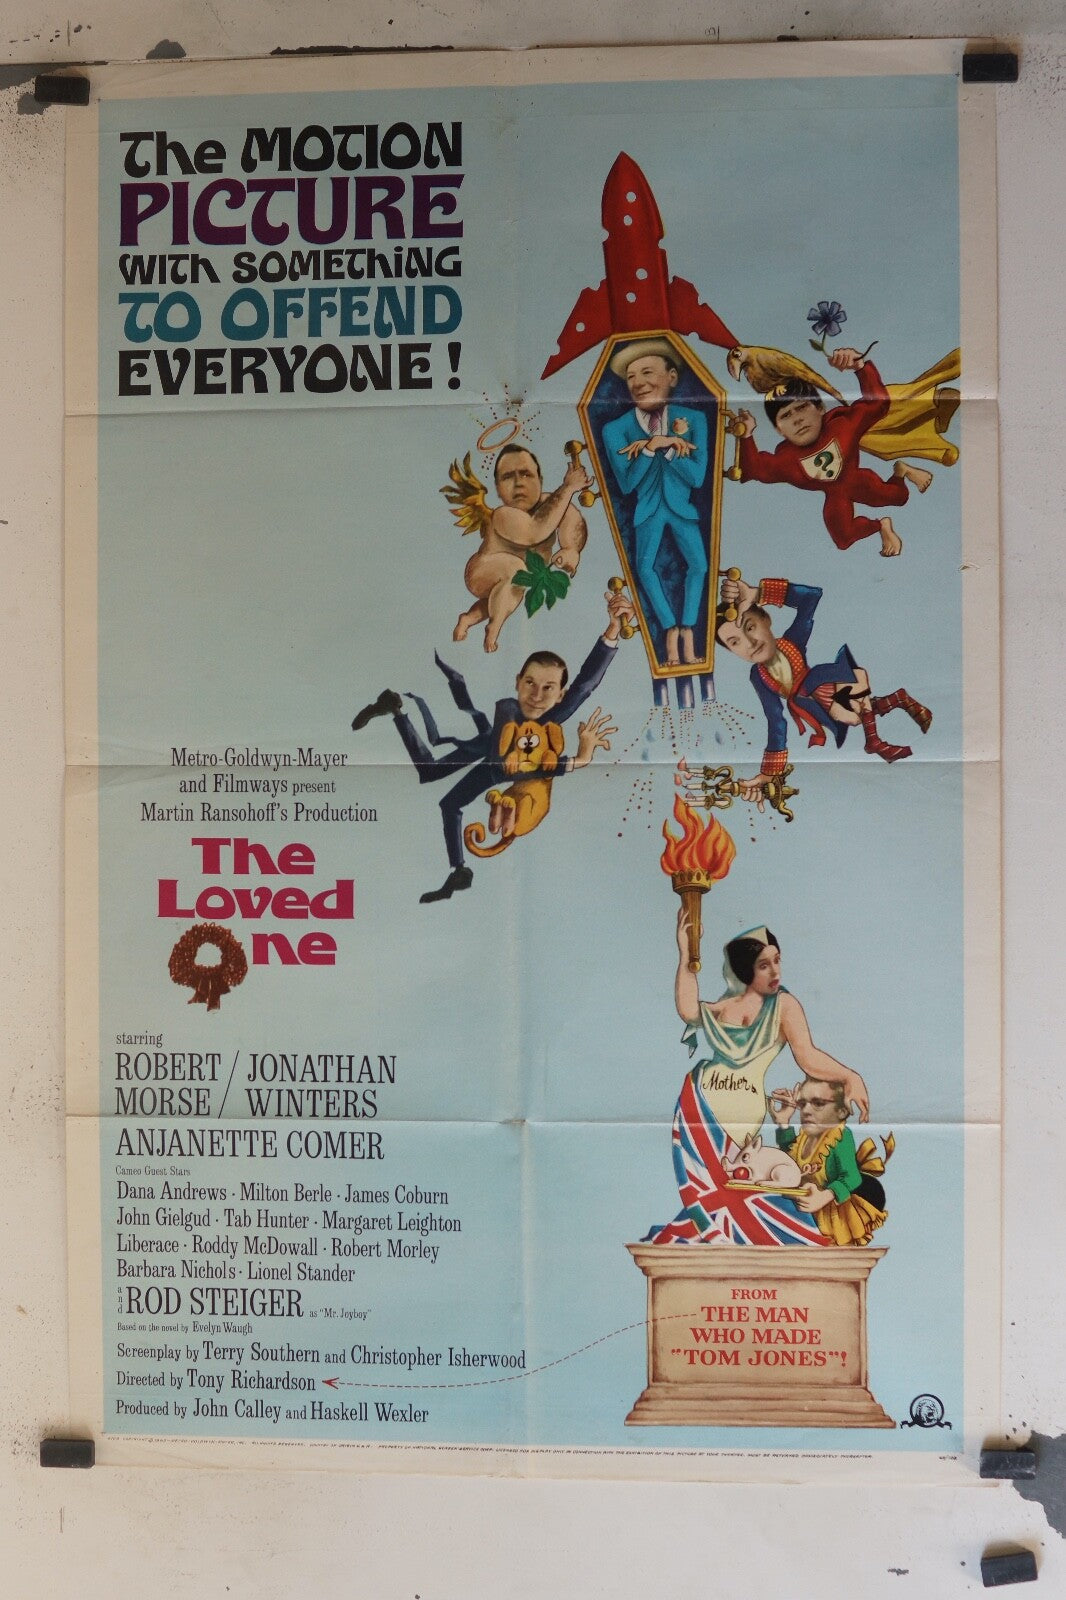 The MOTION
PICTURE
WITH SOMETHING
TO OFFEND
EVERYONE!
?
Metro-Goldwyn-Mayer
and Filmways present
Martin Ransohoff's Production
The
Loved
One
starring
ROBERT / JONATHAN
MORSE / WINTERS
ANJANETTE COMER
Cameo Guest Stars
Dana Andrews · Milton Berle · James Coburn
John Gielgud · Tab Hunter · Margaret Leighton
Liberace · Roddy McDowall · Robert Morley
Barbara Nichols · Lionel Stander
and ROD STEIGER as "Mr. Joyboy"
Based on the novel by Evelyn Waugh
Screenplay by Terry Southern and Christopher Isherwood
Directed by Tony Richardson
Produced by John Calley and Haskell Wexler
Mother
FROM
THE MAN
WHO MADE
"TOM JONES"!